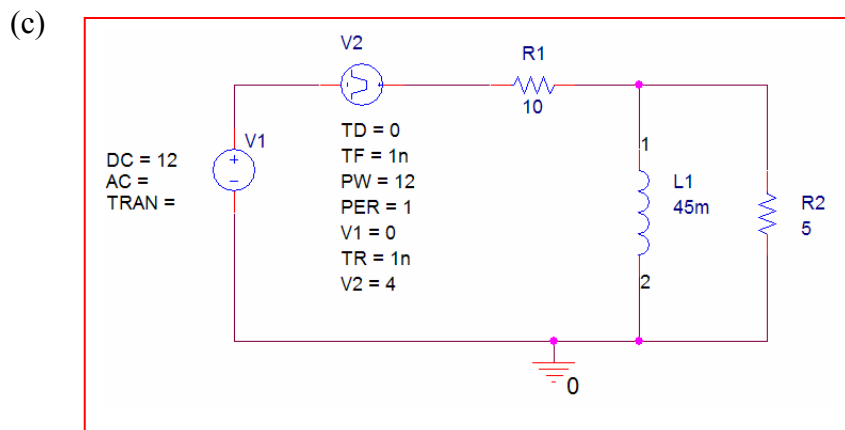 (c)
V2
R1
10
TD = 0
TF = 1n
PW = 12
PER = 1
V1 = 0
TR = 1n
V2 = 4
V1
+
−
DC = 12
AC =
TRAN =
1
L1
45m
2
R2
5
0